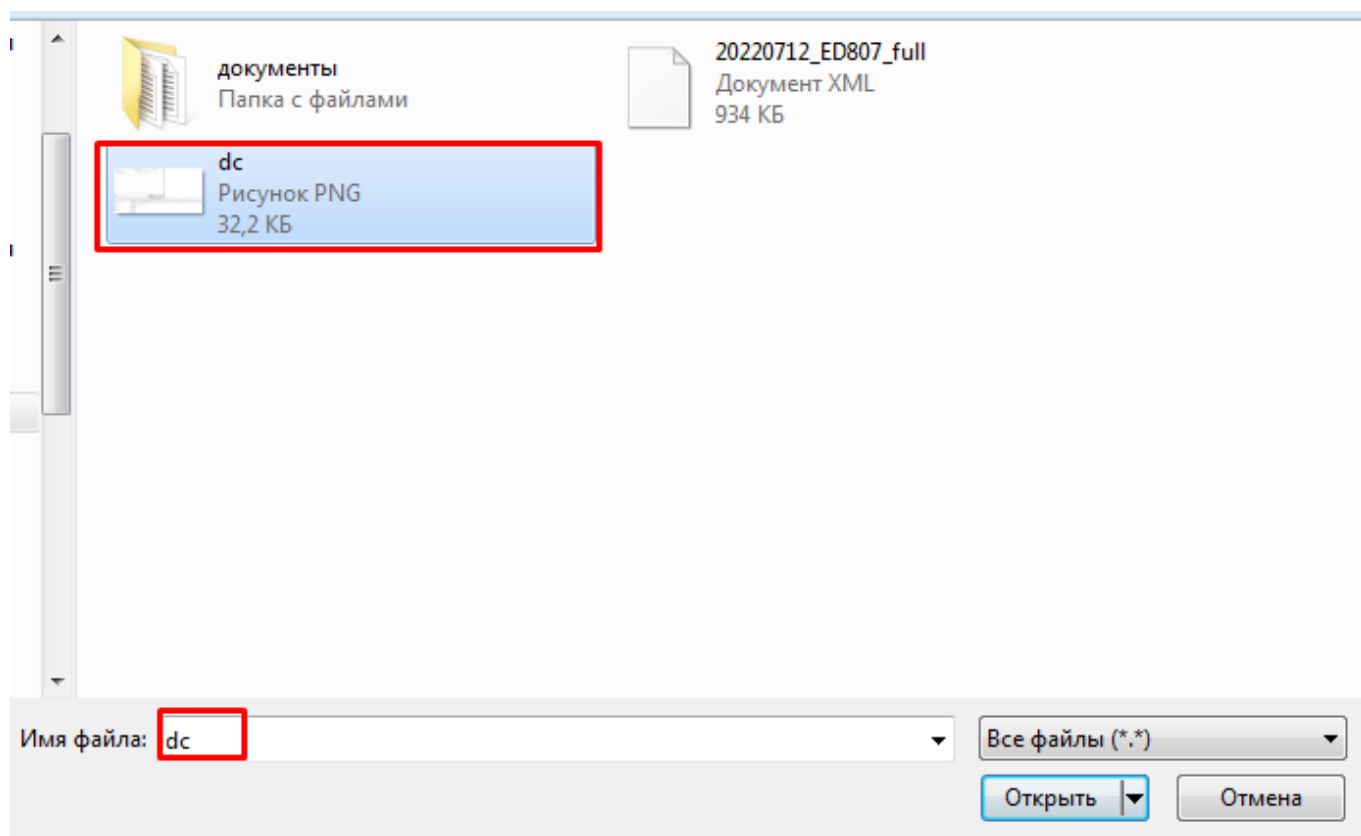 документы
Папка с файлами
20220712_ED807_full
Документ XML
934 КБ
dc
Рисунок PNG
32,2 КБ
Имя файла: dc
Все файлы (*.*)
Открыть
Отмена